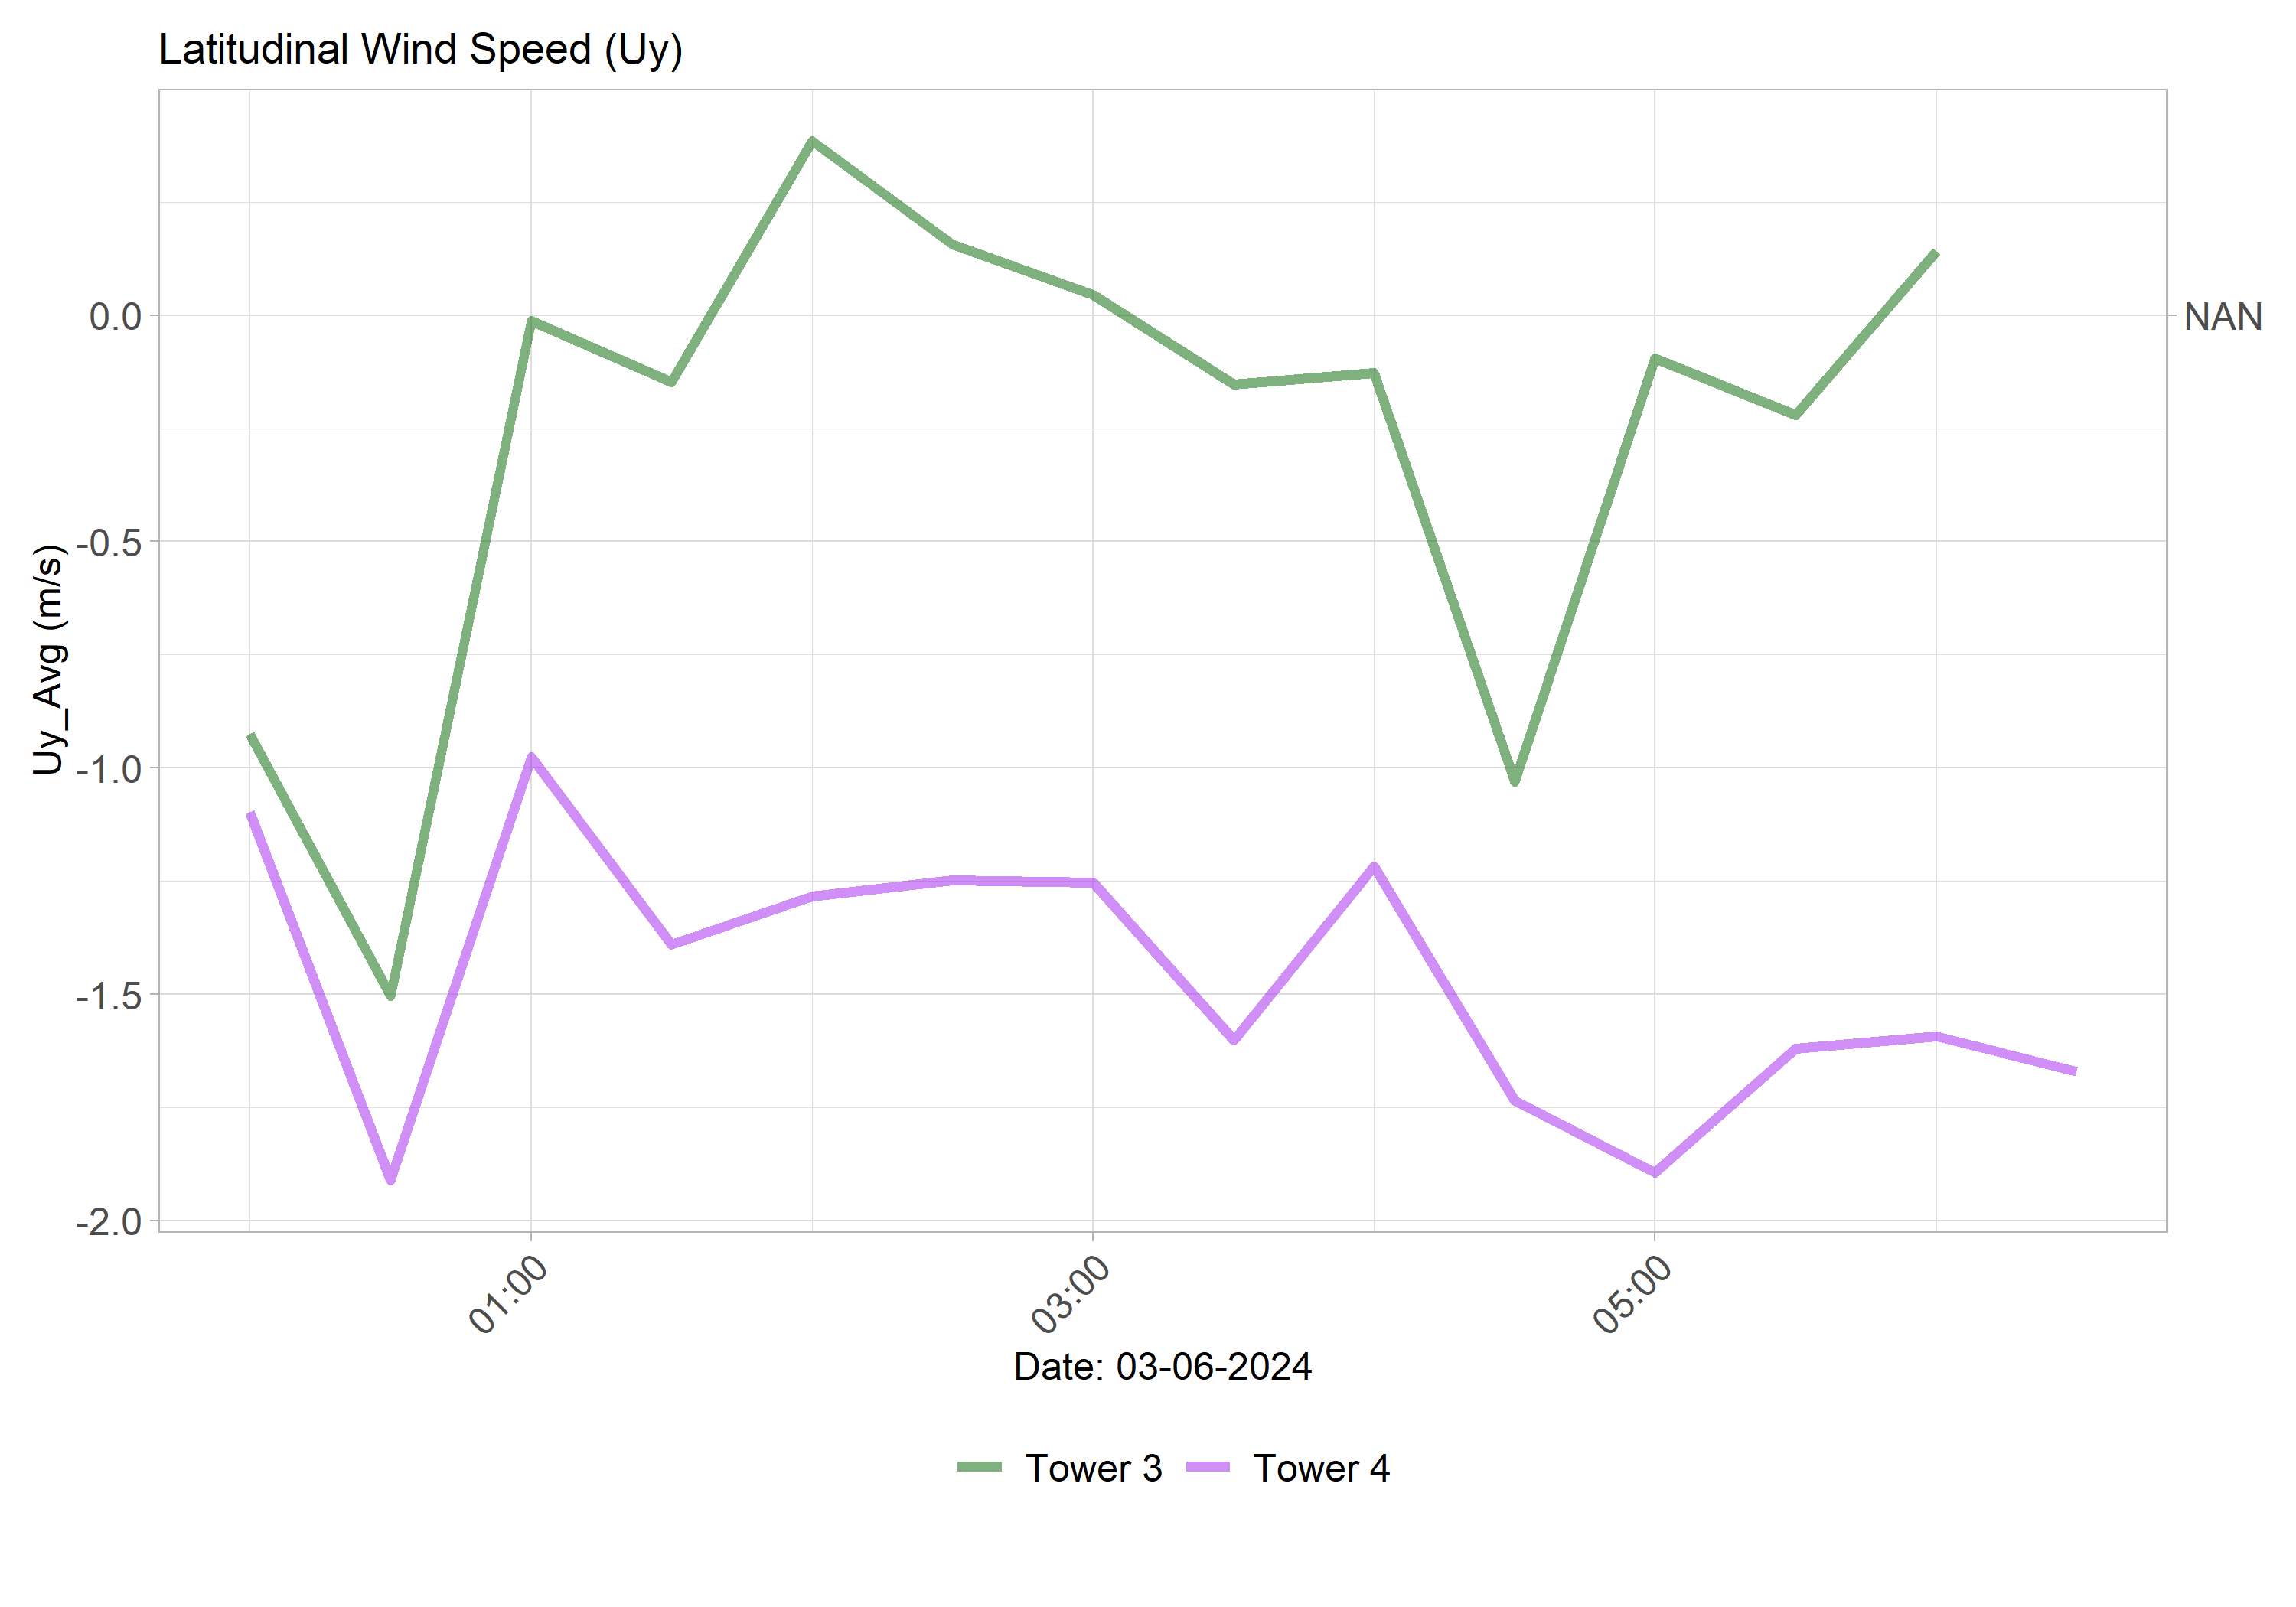 Latitudinal Wind Speed (Uy)
Uy_Avg (m/s)
0.0
-0.5
-1.0
-1.5
-2.0
NAN
01:00
03:00
05:00
Date: 03-06-2024
Tower 3
Tower 4